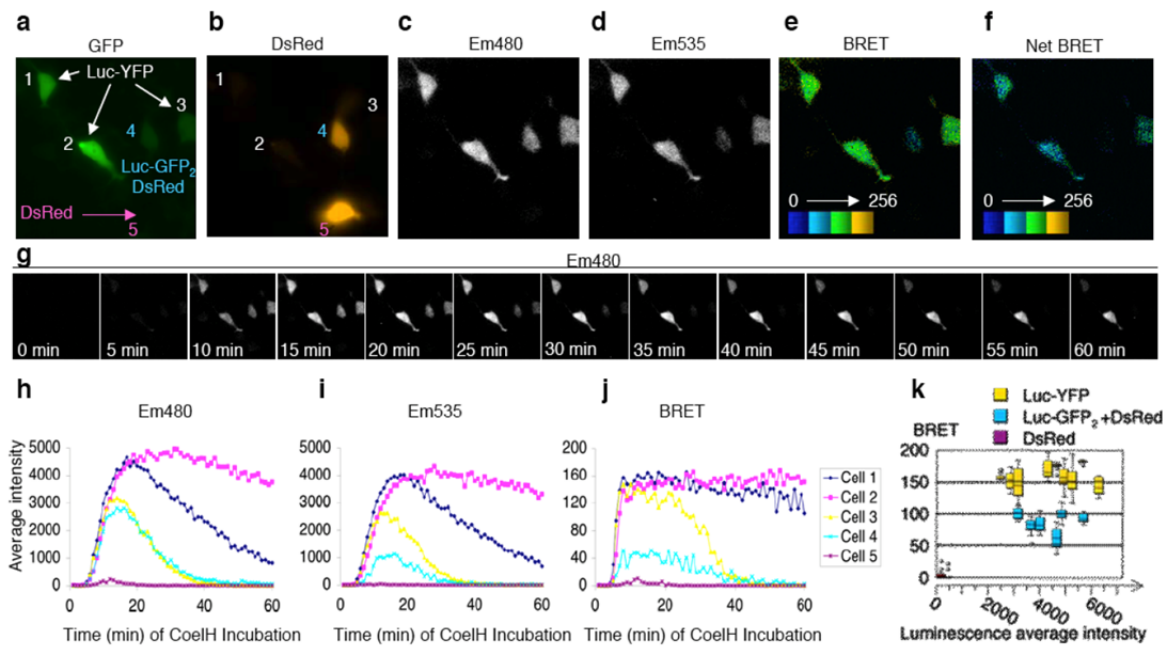 a
GFP
1
Luc-YFP
3
2
4
Luc-GFP2
DsRed
DsRed
5
b
DsRed
1
3
4
2
5
c
Em480
d
Em535
e
BRET
0 256
f
Net BRET
0 256
g
Em480
0 min 5 min 10 min 15 min 20 min 25 min 30 min 35 min 40 min 45 min 50 min 55 min 60 min
h
Em480
Average intensity
5000
4000
3000
2000
1000
0
0 20 40 60
Time (min) of CoelH Incubation
i
Em535
5000
4000
3000
2000
1000
0
0 20 40 60
Time (min) of CoelH Incubation
j
BRET
200
160
120
80
40
0
0 20 40 60
Time (min) of CoelH Incubation
Cell 1
Cell 2
Cell 3
Cell 4
Cell 5
k
Luc-YFP
Luc-GFP2+DsRed
DsRed
BRET
200
150
100
50
0
0 2000 4000 6000
Luminescence average intensity